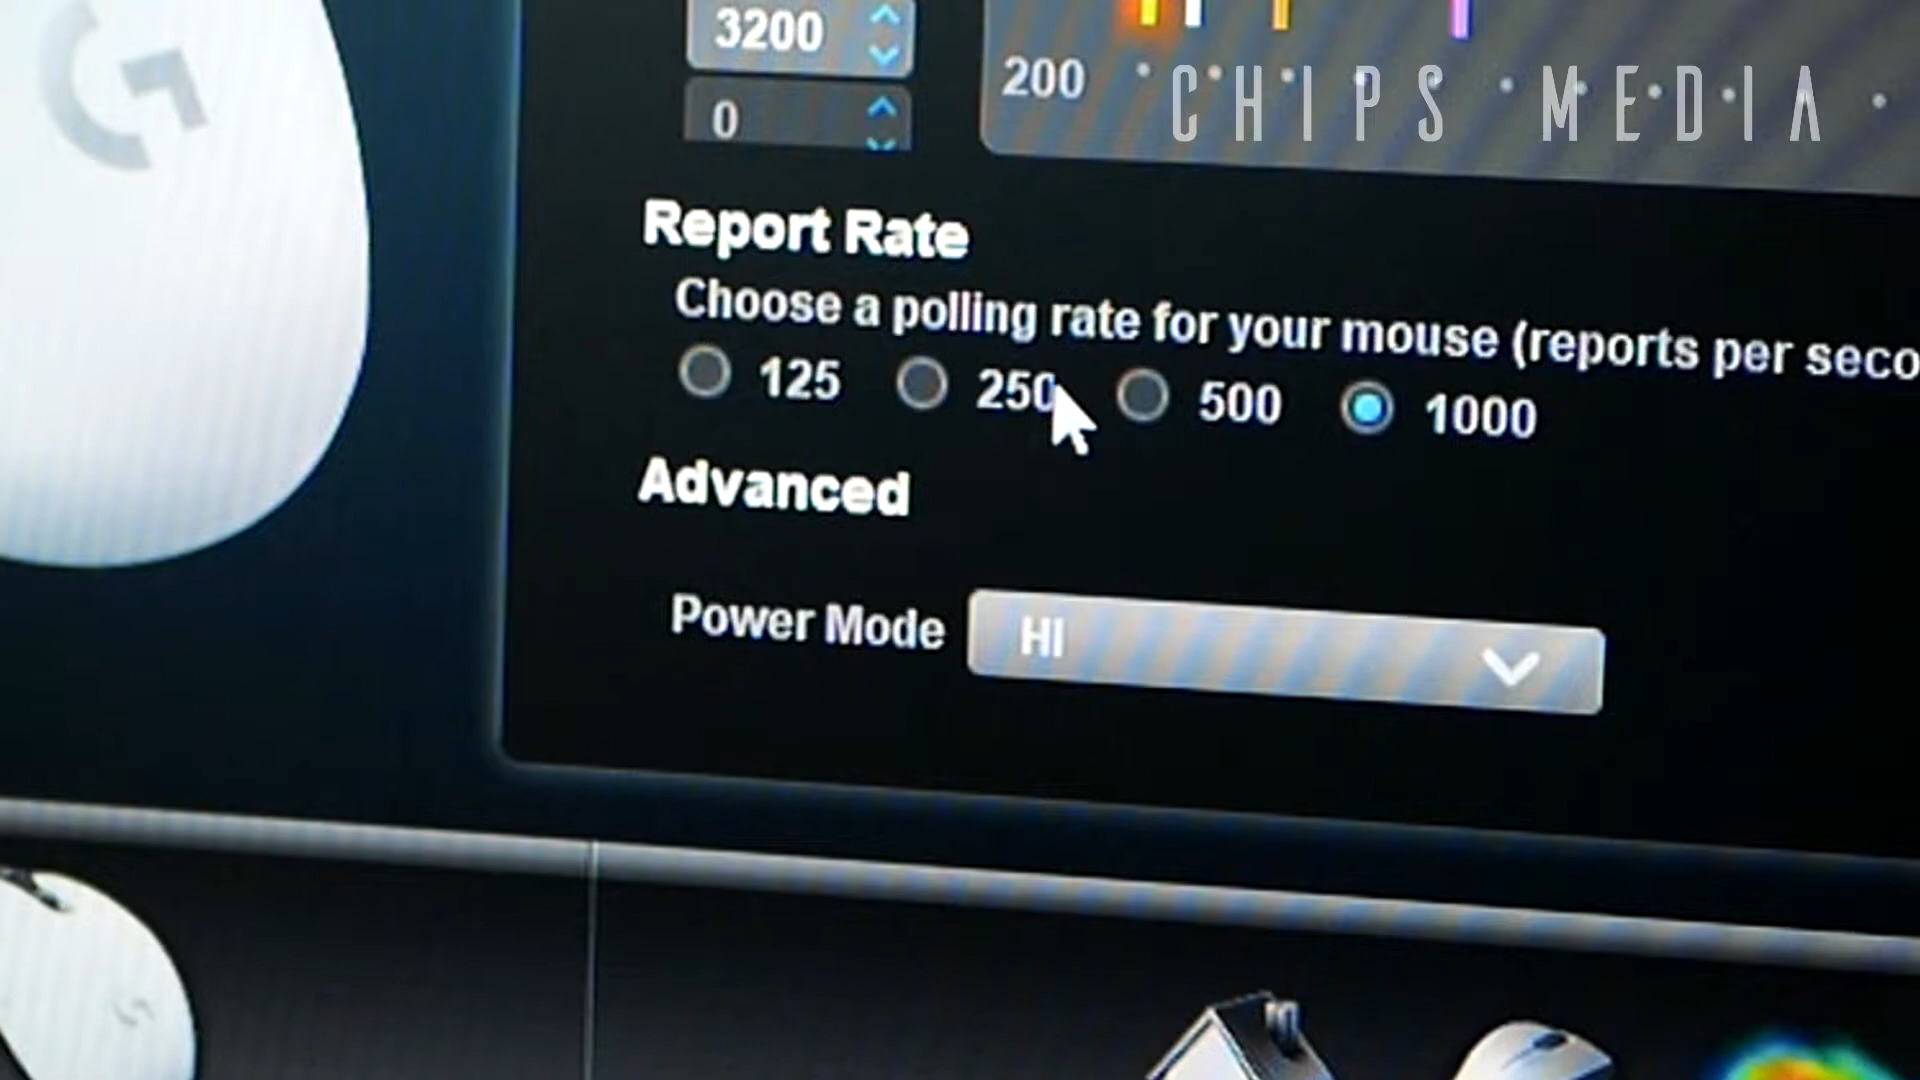 3200
0
200
CHIPS MEDIA
Report Rate
Choose a polling rate for your mouse (reports per seco
125 250 500 1000
Advanced
Power Mode HI